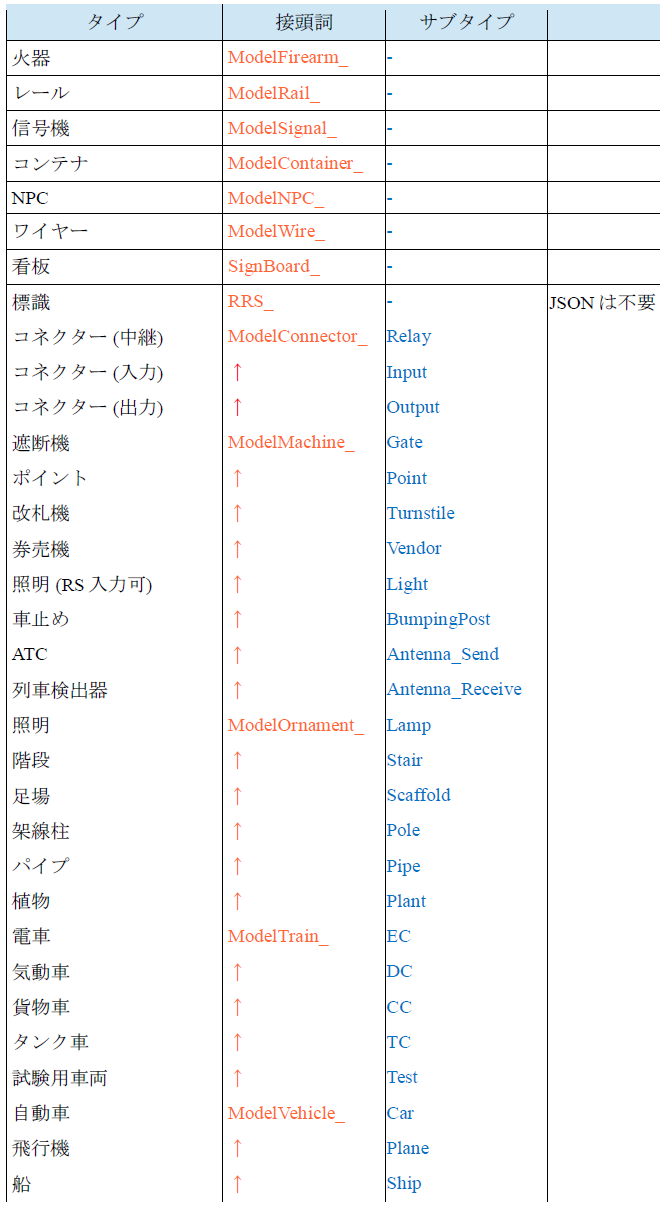 タイプ 接頭詞 サブタイプ
火器 ModelFirearm_ -
レール ModelRail_ -
信号機 ModelSignal_ -
コンテナ ModelContainer_ -
NPC ModelNPC_ -
ワイヤー ModelWire_ -
看板 SignBoard_ -
標識 RRS_ - JSON は不要
コネクター (中継) ModelConnector_ Relay
コネクター (入力) ↑ Input
コネクター (出力) ↑ Output
遮断機 ModelMachine_ Gate
ポイント ↑ Point
改札機 ↑ Turnstile
券売機 ↑ Vendor
照明 (RS 入力可) ↑ Light
車止め ↑ BumpingPost
ATC ↑ Antenna_Send
列車検出器 ↑ Antenna_Receive
照明 ModelOrnament_ Lamp
階段 ↑ Stair
足場 ↑ Scaffold
架線柱 ↑ Pole
パイプ ↑ Pipe
植物 ↑ Plant
電車 ModelTrain_ EC
気動車 ↑ DC
貨物車 ↑ CC
タンク車 ↑ TC
試験用車両 ↑ Test
自動車 ModelVehicle_ Car
飛行機 ↑ Plane
船 ↑ Ship